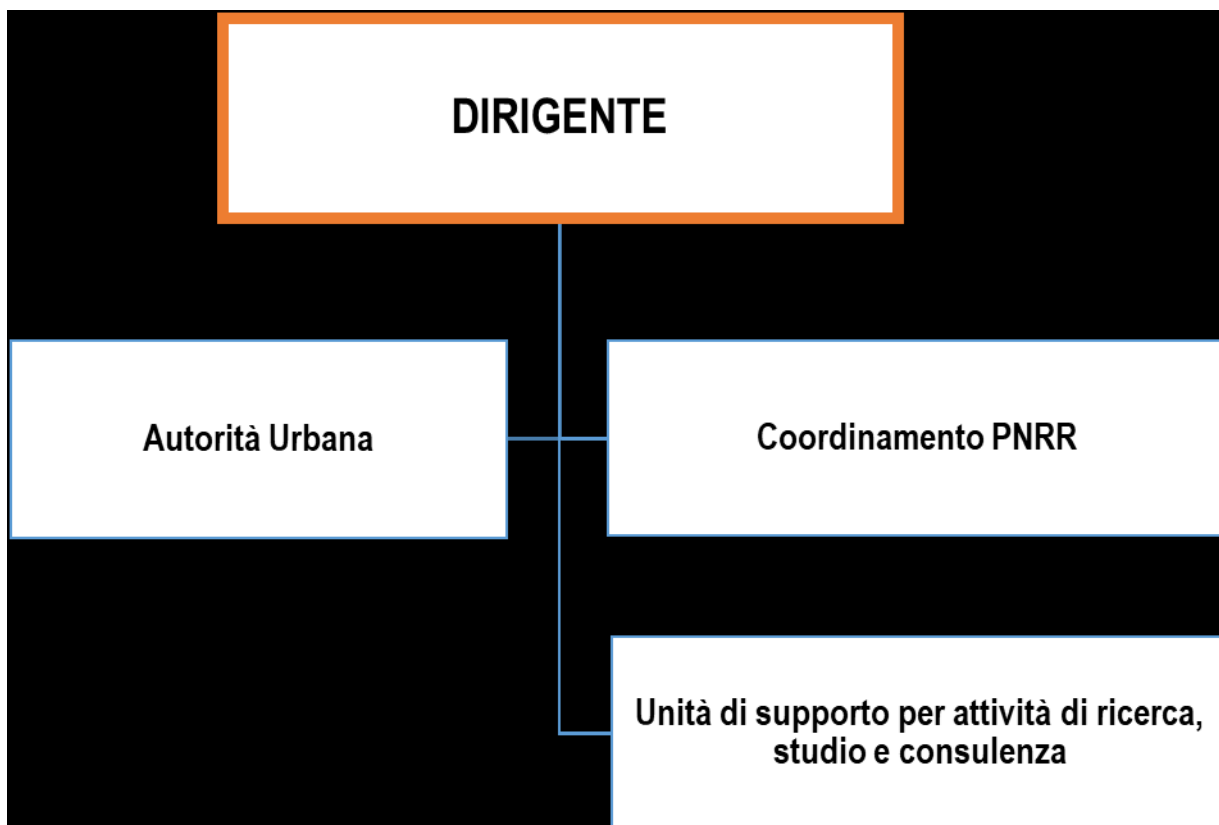 DIRIGENTE
Autorità Urbana
Coordinamento PNRR
Unità di supporto per attività di ricerca,
studio e consulenza